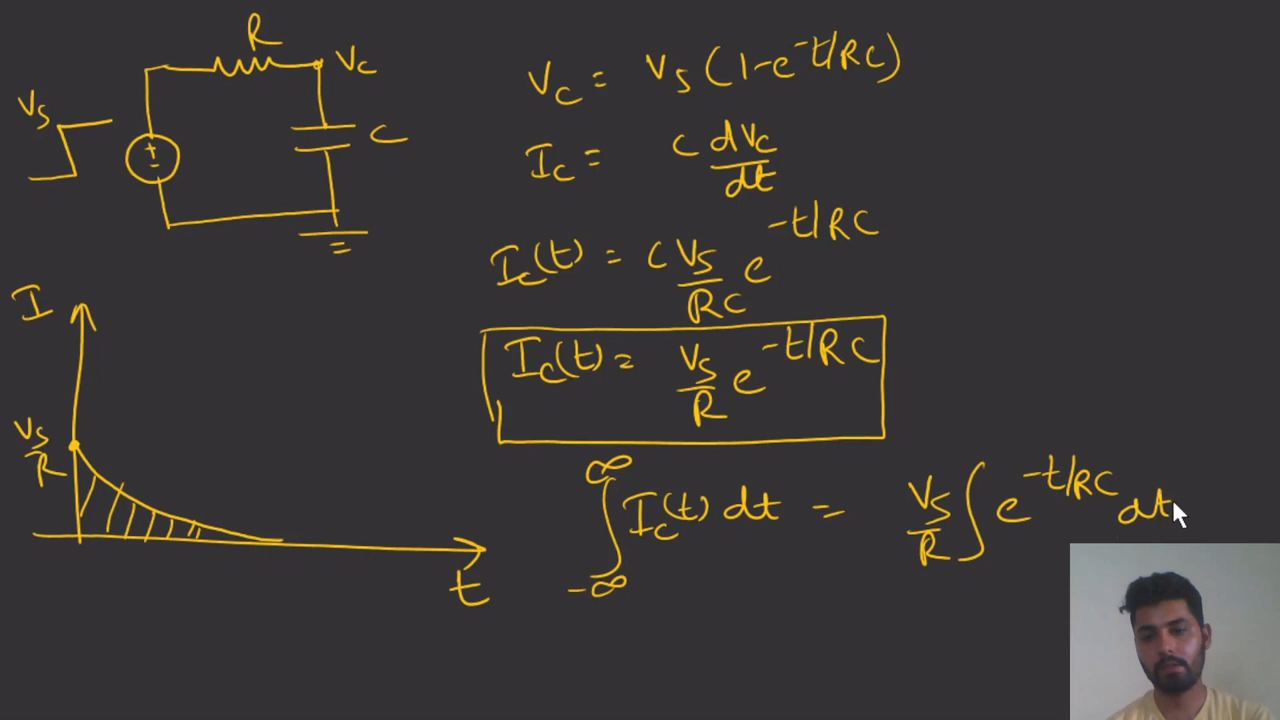 R
Vc
Vs
+
-
C
Vc = Vs (1-e^-t/RC)
Ic = C dVc/dt
Ic(t) = C Vs/RC e^-t/RC
Ic(t) = Vs/R e^-t/RC
I
Vs/R
t
∫_-∞^∞ Ic(t) dt = Vs/R ∫ e^-t/RC dt